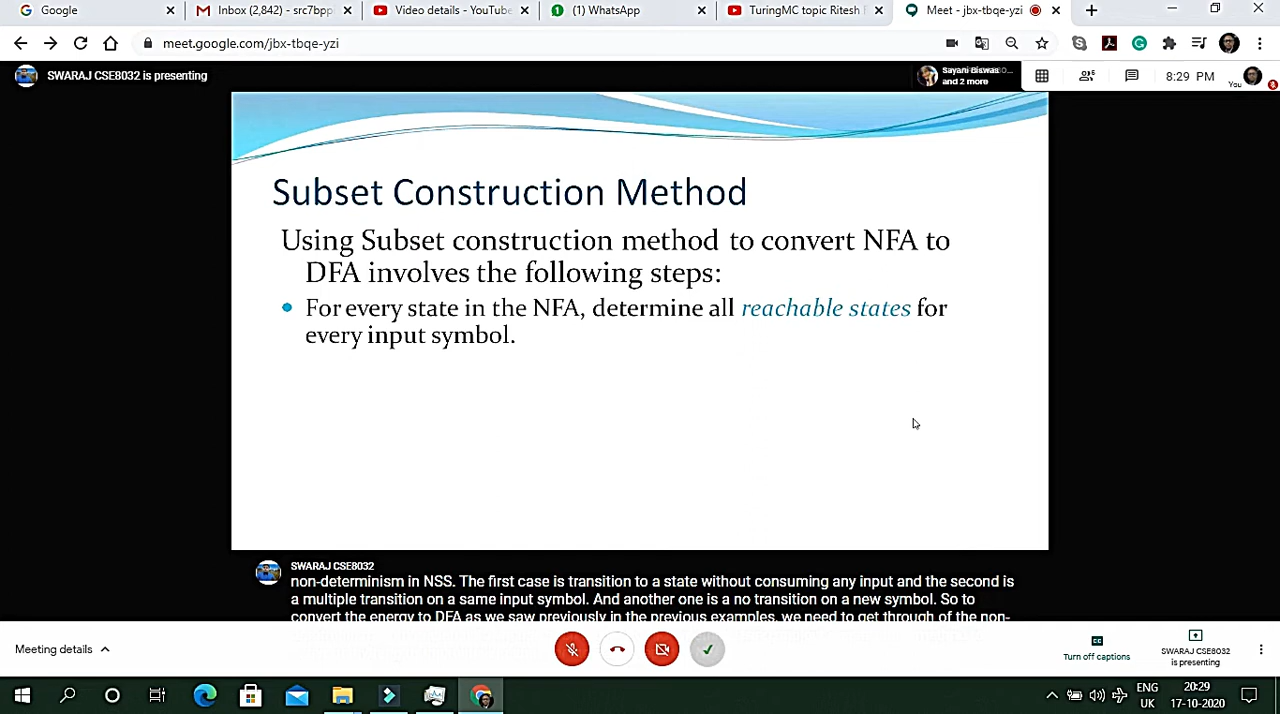 Google
Inbox (2,842) - src7bpp
Video details - YouTube
(1) WhatsApp
TuringMC topic Ritesh
Meet - jbx-tbqe-yzi
meet.google.com/jbx-tbqe-yzi
SWARAJ CSE8032 is presenting
Sayani Biswas
and 2 more
8:29 PM
You
Subset Construction Method
Using Subset construction method to convert NFA to
DFA involves the following steps:
For every state in the NFA, determine all reachable states for
every input symbol.
SWARAJ CSE8032
non-determinism in NSS. The first case is transition to a state without consuming any input and the second is
a multiple transition on a same input symbol. And another one is a no transition on a new symbol. So to
convert the energy to DFA as we saw previously in the previous examples, we need to get through of the non-
Meeting details
Turn off captions
SWARAJ CSE8032
is presenting
ENG
UK
20:29
17-10-2020